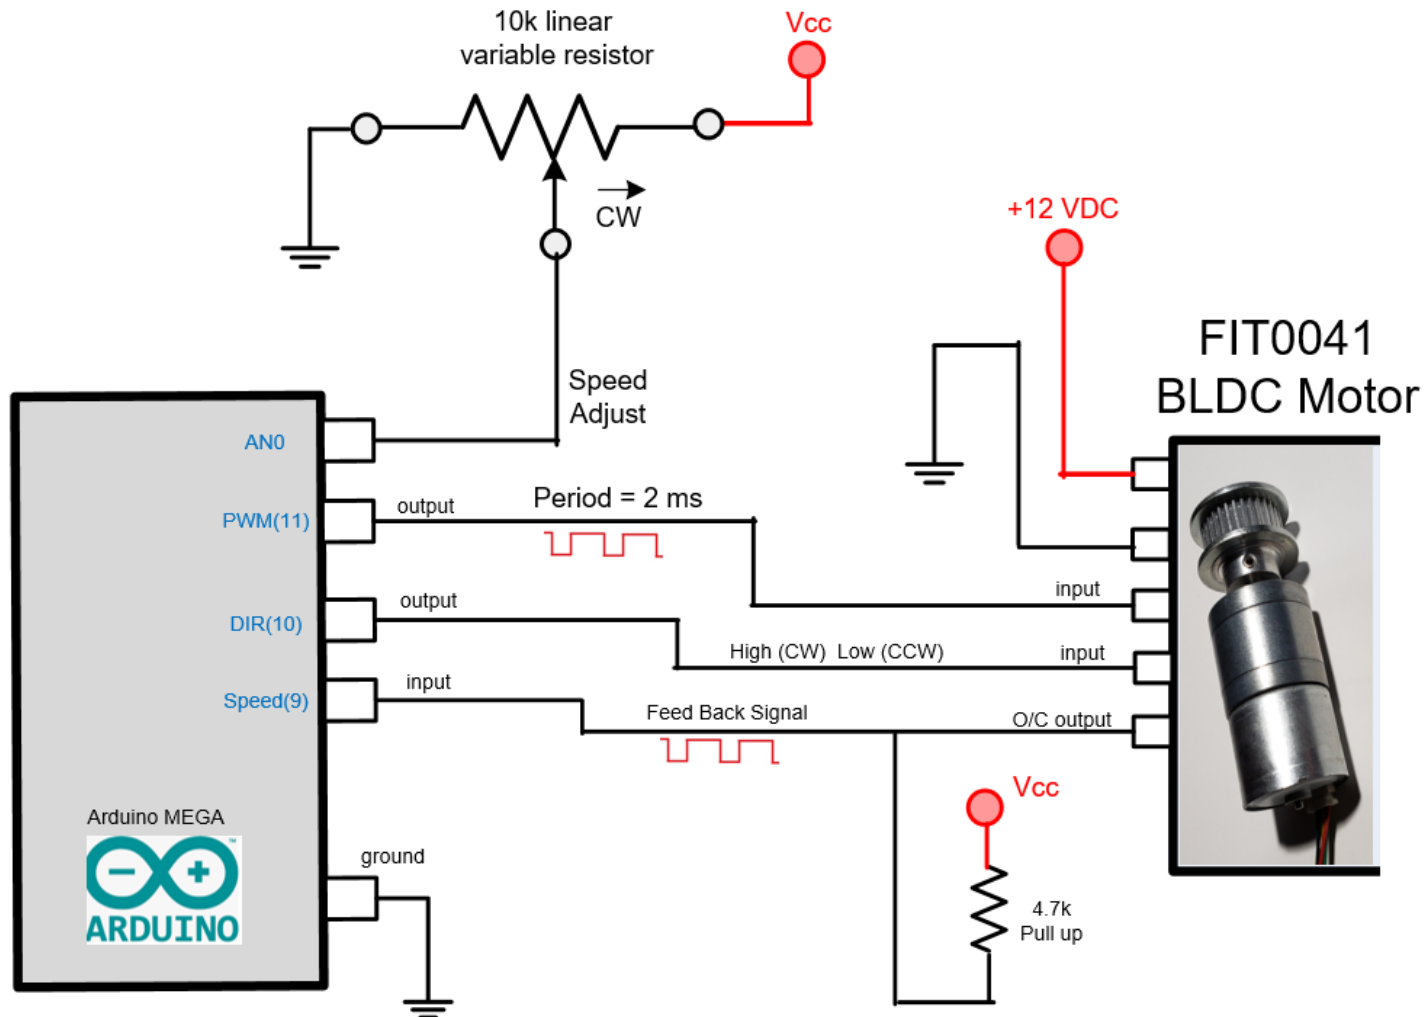 10k linear
variable resistor
Vcc
CW
+12 VDC
FIT0041
BLDC Motor
Speed
Adjust
AN0
PWM(11)
output
Period = 2 ms
input
DIR(10)
output
High (CW) Low (CCW)
input
Speed(9)
input
Feed Back Signal
O/C output
Vcc
4.7k
Pull up
Arduino MEGA
TM
ARDUINO
ground